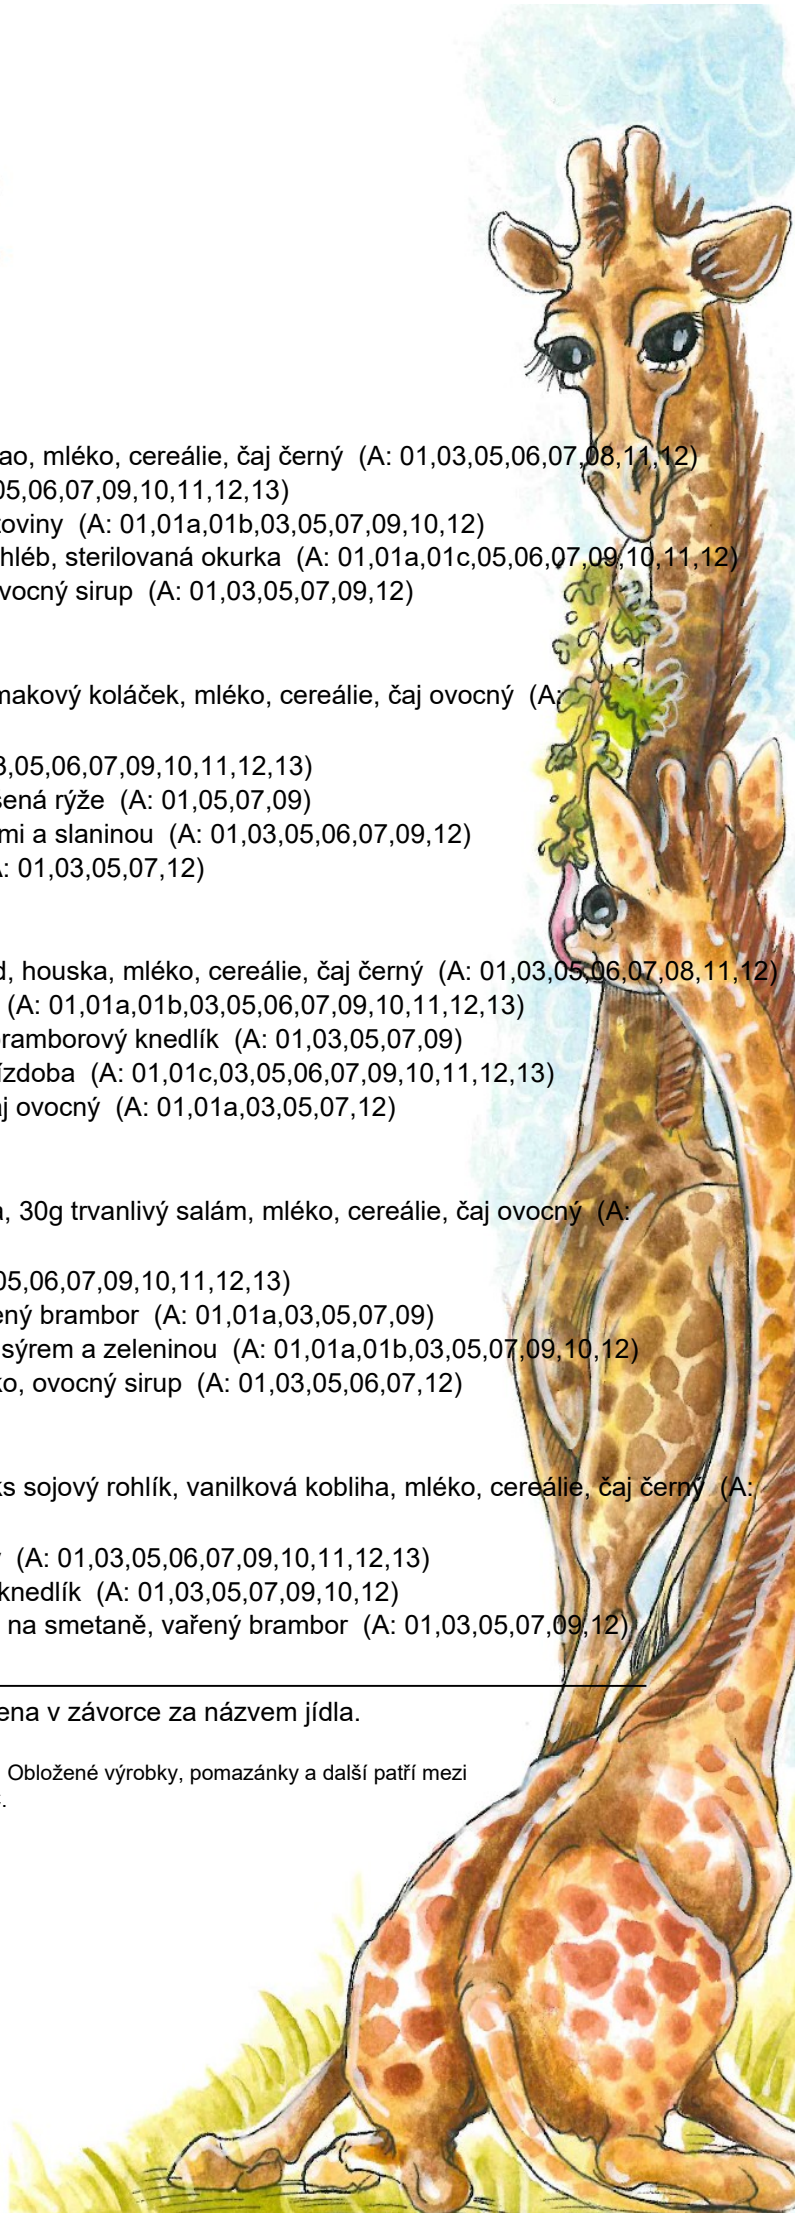 ao, mléko, cereálie, čaj černý (A: 01,03,05,06,07,08,11,12)
05,06,07,09,10,11,12,13)
toviny (A: 01,01a,01b,03,05,07,09,10,12)
chléb, sterilovaná okurka (A: 01,01a,01c,05,06,07,09,10,11,12)
ovocný sirup (A: 01,03,05,07,09,12)
makový koláček, mléko, cereálie, čaj ovocný (A:
3,05,06,07,09,10,11,12,13)
šená rýže (A: 01,05,07,09)
mi a slaninou (A: 01,03,05,06,07,09,12)
A: 01,03,05,07,12)
d, houska, mléko, cereálie, čaj černý (A: 01,03,05,06,07,08,11,12)
(A: 01,01a,01b,03,05,06,07,09,10,11,12,13)
bramborový knedlík (A: 01,03,05,07,09)
ízdoba (A: 01,01c,03,05,06,07,09,10,11,12,13)
aj ovocný (A: 01,01a,03,05,07,12)
a, 30g trvanlivý salám, mléko, cereálie, čaj ovocný (A:
05,06,07,09,10,11,12,13)
ený brambor (A: 01,01a,03,05,07,09)
sýrem a zeleninou (A: 01,01a,01b,03,05,07,09,10,12)
ko, ovocný sirup (A: 01,03,05,06,07,12)
ks sojový rohlík, vanilková kobliha, mléko, cereálie, čaj černý (A:
(A: 01,03,05,06,07,09,10,11,12,13)
knedlík (A: 01,03,05,07,09,10,12)
na smetaně, vařený brambor (A: 01,03,05,07,09,12)
ena v závorce za názvem jídla.
Obložené výrobky, pomazánky a další patří mezi